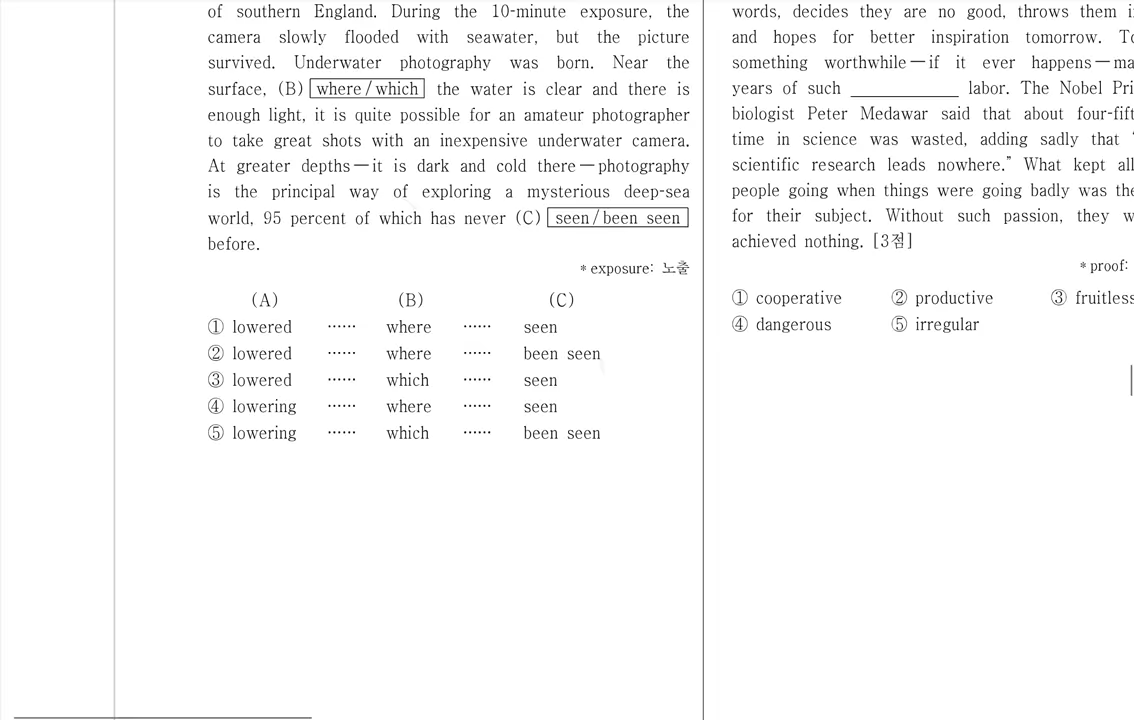 of southern England. During the 10-minute exposure, the
camera slowly flooded with seawater, but the picture
survived. Underwater photography was born. Near the
surface, (B) where / which the water is clear and there is
enough light, it is quite possible for an amateur photographer
to take great shots with an inexpensive underwater camera.
At greater depths — it is dark and cold there — photography
is the principal way of exploring a mysterious deep-sea
world, 95 percent of which has never (C) seen / been seen
before.
* exposure: 노출
(A) (B) (C)
① lowered ······ where ······ seen
② lowered ······ where ······ been seen
③ lowered ······ which ······ seen
④ lowering ······ where ······ seen
⑤ lowering ······ which ······ been seen
words, decides they are no good, throws them
and hopes for better inspiration tomorrow.
something worthwhile — if it ever happens —
years of such ____________ labor. The Nobel
biologist Peter Medawar said that about
time in science was wasted, adding sadly that
scientific research leads nowhere.” What kept all
people going when things were going badly was
for their subject. Without such passion, they
achieved nothing. [3점]
* proof:
① cooperative ② productive ③ fruitless
④ dangerous ⑤ irregular